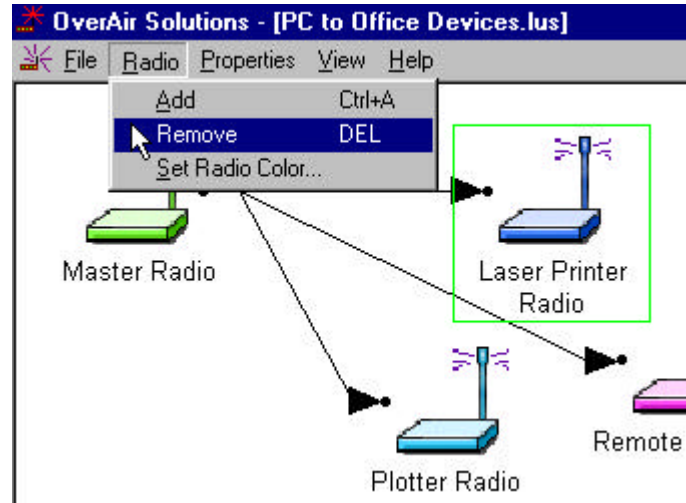 OverAir Solutions - [PC to Office Devices.lus]
File Radio Properties View Help
Add Ctrl+A
Remove DEL
Set Radio Color...
Master Radio
Laser Printer
Radio
Remote
Plotter Radio